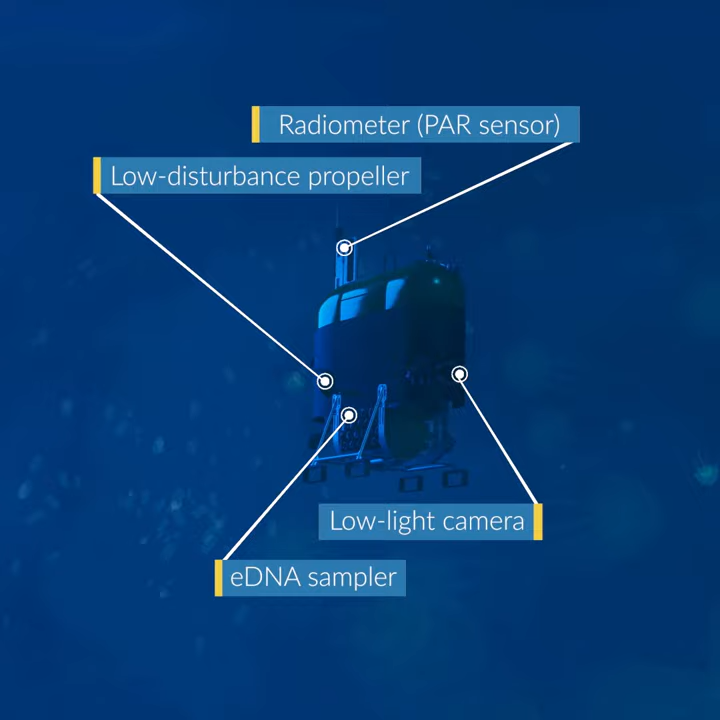 Radiometer (PAR sensor)
Low-disturbance propeller
Low-light camera
eDNA sampler